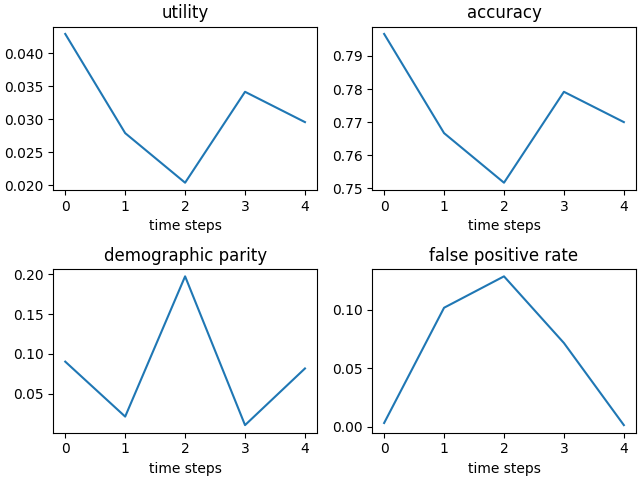 utility
0.040
0.035
0.030
0.025
0.020
0 1 2 3 4
time steps
accuracy
0.79
0.78
0.77
0.76
0.75
0 1 2 3 4
time steps
demographic parity
0.20
0.15
0.10
0.05
0 1 2 3 4
time steps
false positive rate
0.10
0.05
0.00
0 1 2 3 4
time steps